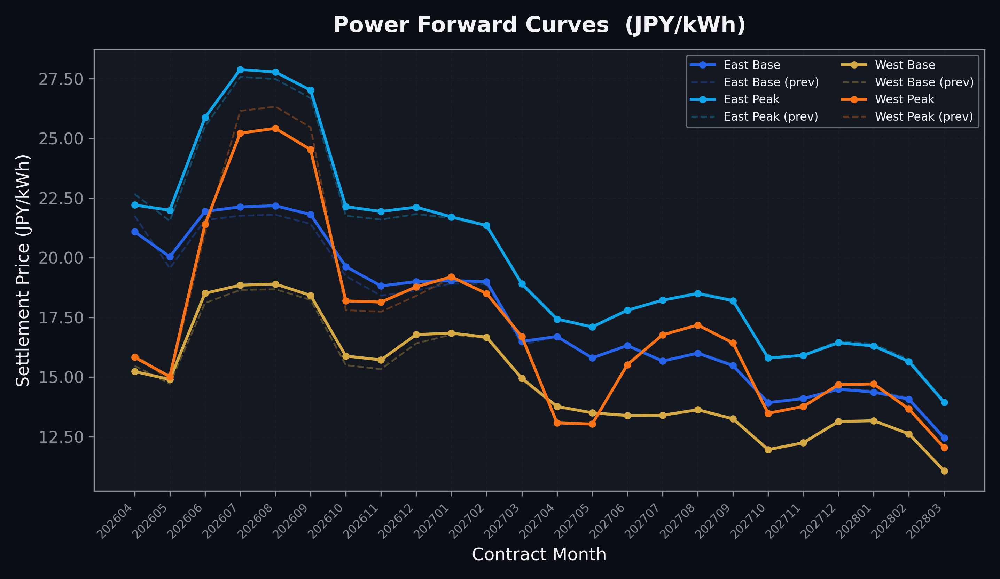 Power Forward Curves (JPY/kWh)
Settlement Price (JPY/kWh)
27.50
25.00
22.50
20.00
17.50
15.00
12.50
East Base
East Base (prev)
East Peak
East Peak (prev)
West Base
West Base (prev)
West Peak
West Peak (prev)
202604
202605
202606
202607
202608
202609
202610
202611
202612
202701
202702
202703
202704
202705
202706
202707
202708
202709
202710
202711
202712
202801
202802
202803
Contract Month